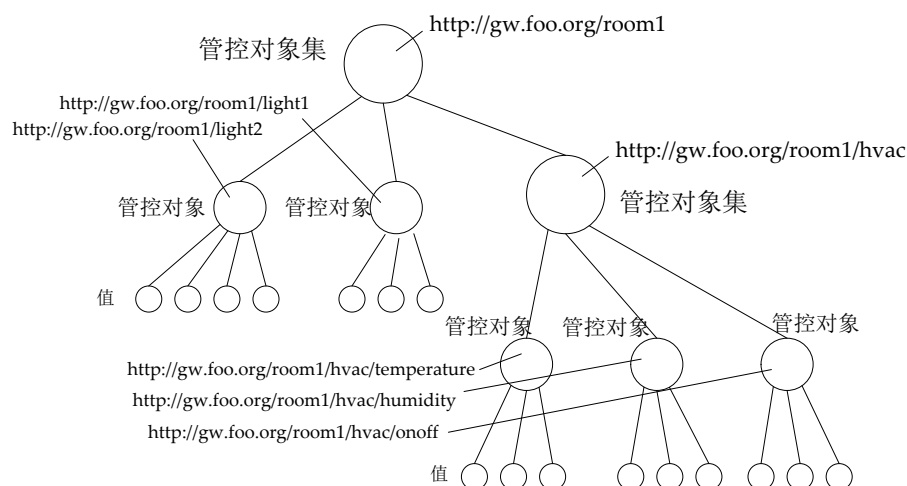 http://gw.foo.org/room1
管控对象集
http://gw.foo.org/room1/light1
http://gw.foo.org/room1/light2
http://gw.foo.org/room1/hvac
管控对象
管控对象
管控对象集
值
管控对象
管控对象
管控对象
http://gw.foo.org/room1/hvac/temperature
http://gw.foo.org/room1/hvac/humidity
http://gw.foo.org/room1/hvac/onoff
值